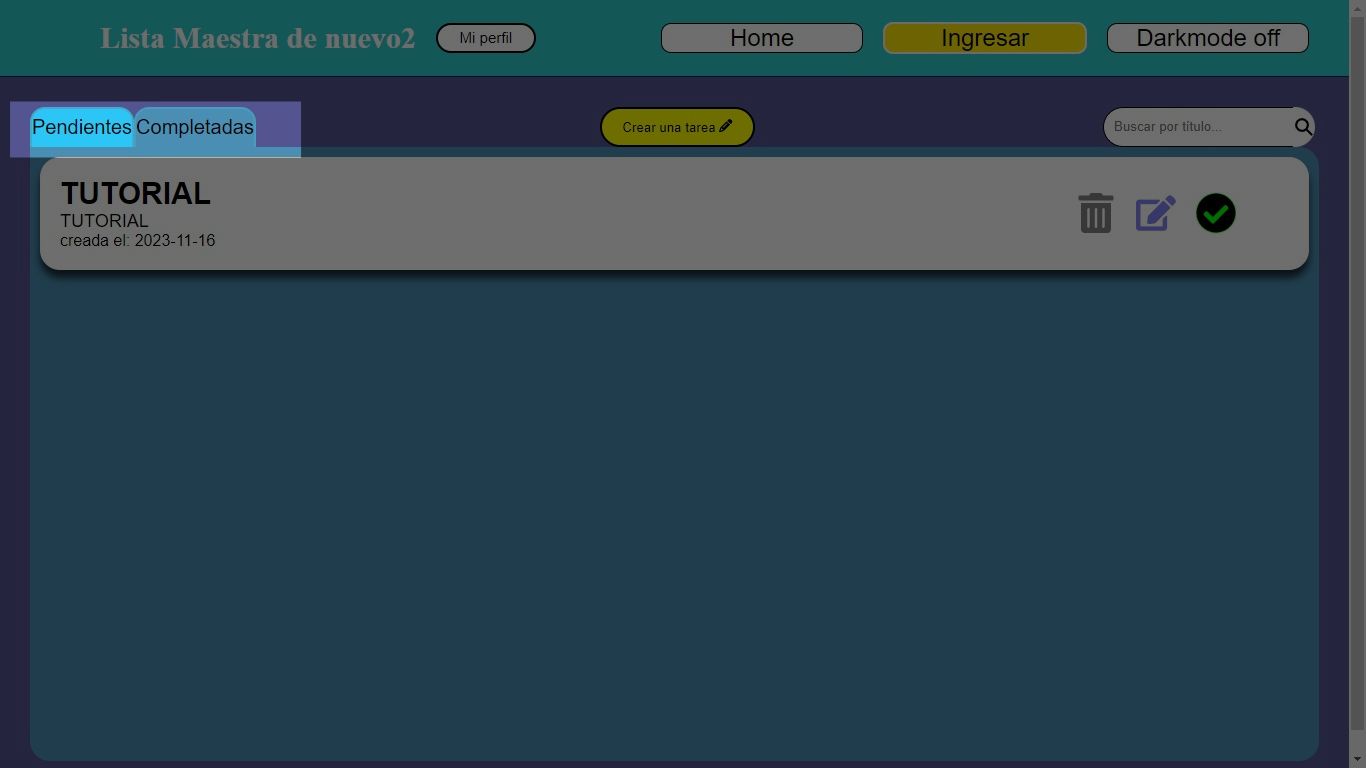 Lista Maestra de nuevo2
Mi perfil
Home
Ingresar
Darkmode off
Pendientes
Completadas
Crear una tarea
Buscar por título...
TUTORIAL
TUTORIAL
creada el: 2023-11-16